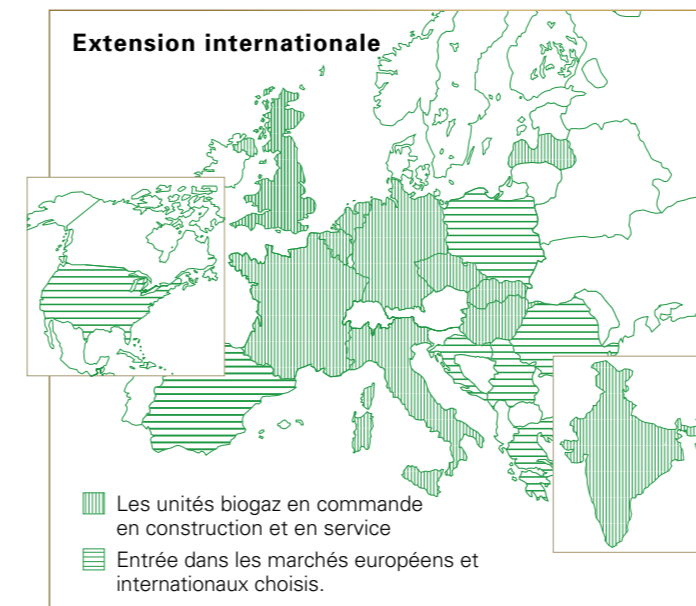 Extension internationale
Les unités biogaz en commande
en construction et en service
Entrée dans les marchés européens et
internationaux choisis.